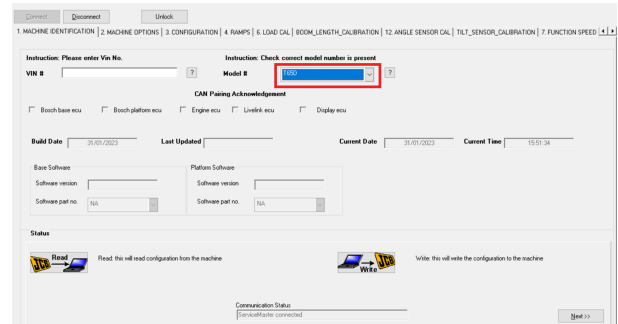 Connect Disconnect Unlock
1. MACHINE IDENTIFICATION 2. MACHINE OPTIONS 3. CONFIGURATION 4. RAMPS 6. LOAD CAL BOOM_LENGTH_CALIBRATION 12. ANGLE SENSOR CAL TILT_SENSOR_CALIBRATION 7. FUNCTION SPEED
Instruction: Please enter Vin No. Instruction: Check correct model number is present
VIN # ? Model # T65D ?
CAN Pairing Acknowledgement
Bosch base ecu Bosch platform ecu Engine ecu Livelink ecu Display ecu
Build Date 31/01/2023 Last Updated Current Date 31/01/2023 Current Time 15:51:34
Base Software Platform Software
Software version Software version
Software part no. NA Software part no. NA
Status
JCB Read Read: this will read configuration from the machine Write JCB Write: this will write the configuration to the machine
Communication Status
ServiceMaster connected Next >>